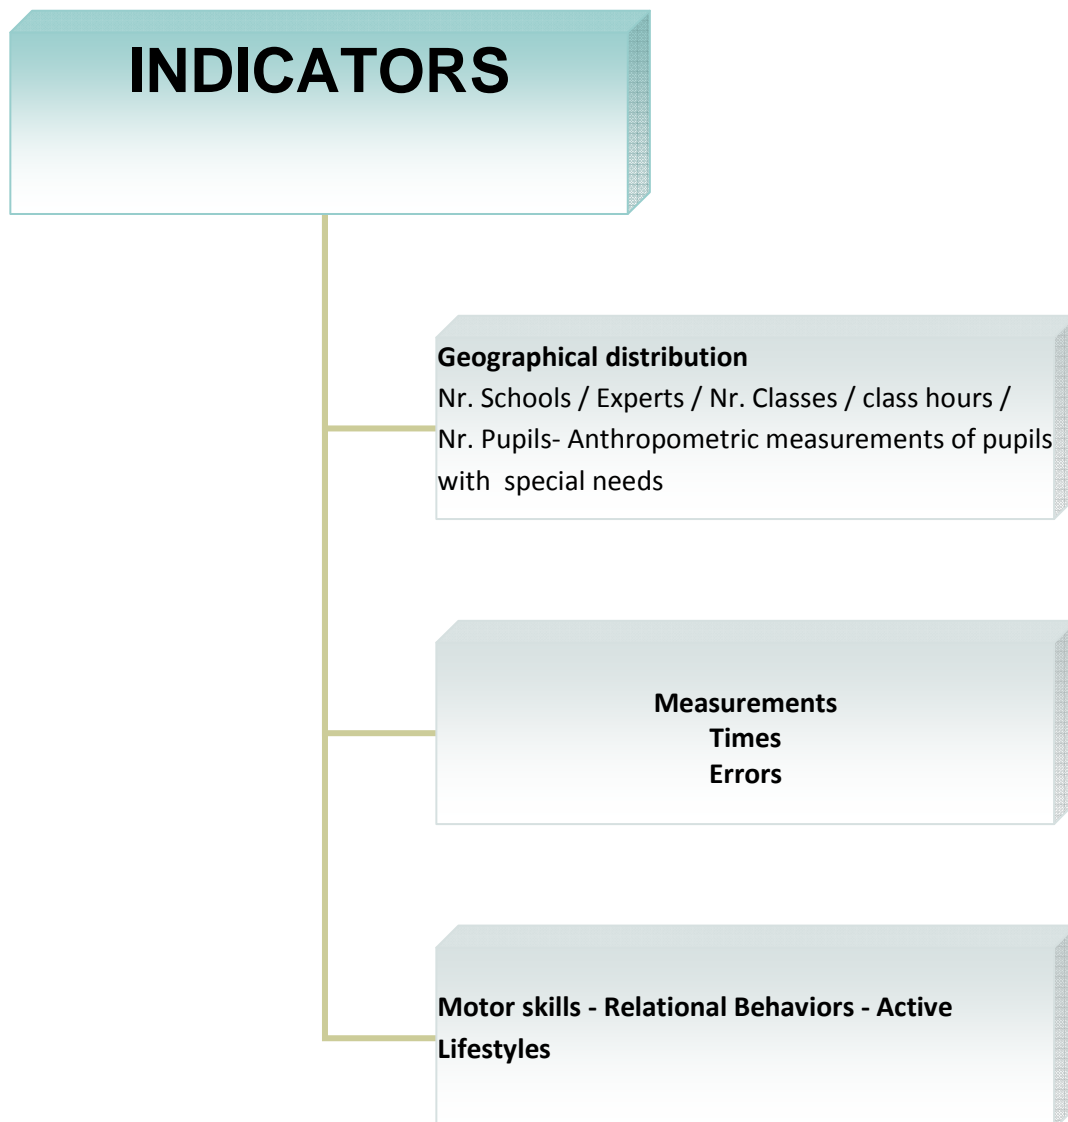 INDICATORS
Geographical distribution
Nr. Schools / Experts / Nr. Classes / class hours /
Nr. Pupils- Anthropometric measurements of pupils
with  special needs
Measurements
Times
Errors
Motor skills - Relational Behaviors - Active
Lifestyles